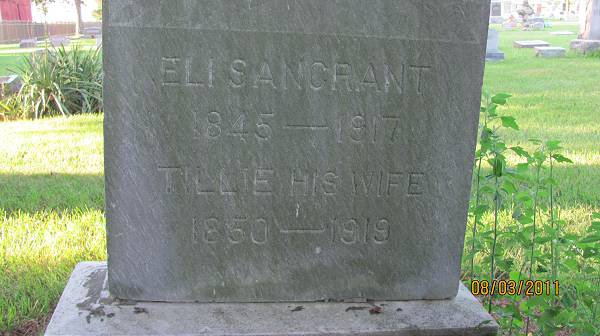 ELI SANGRANT
1845 — 1917
TILLIE HIS WIFE
1850 — 1919
08/03/2011